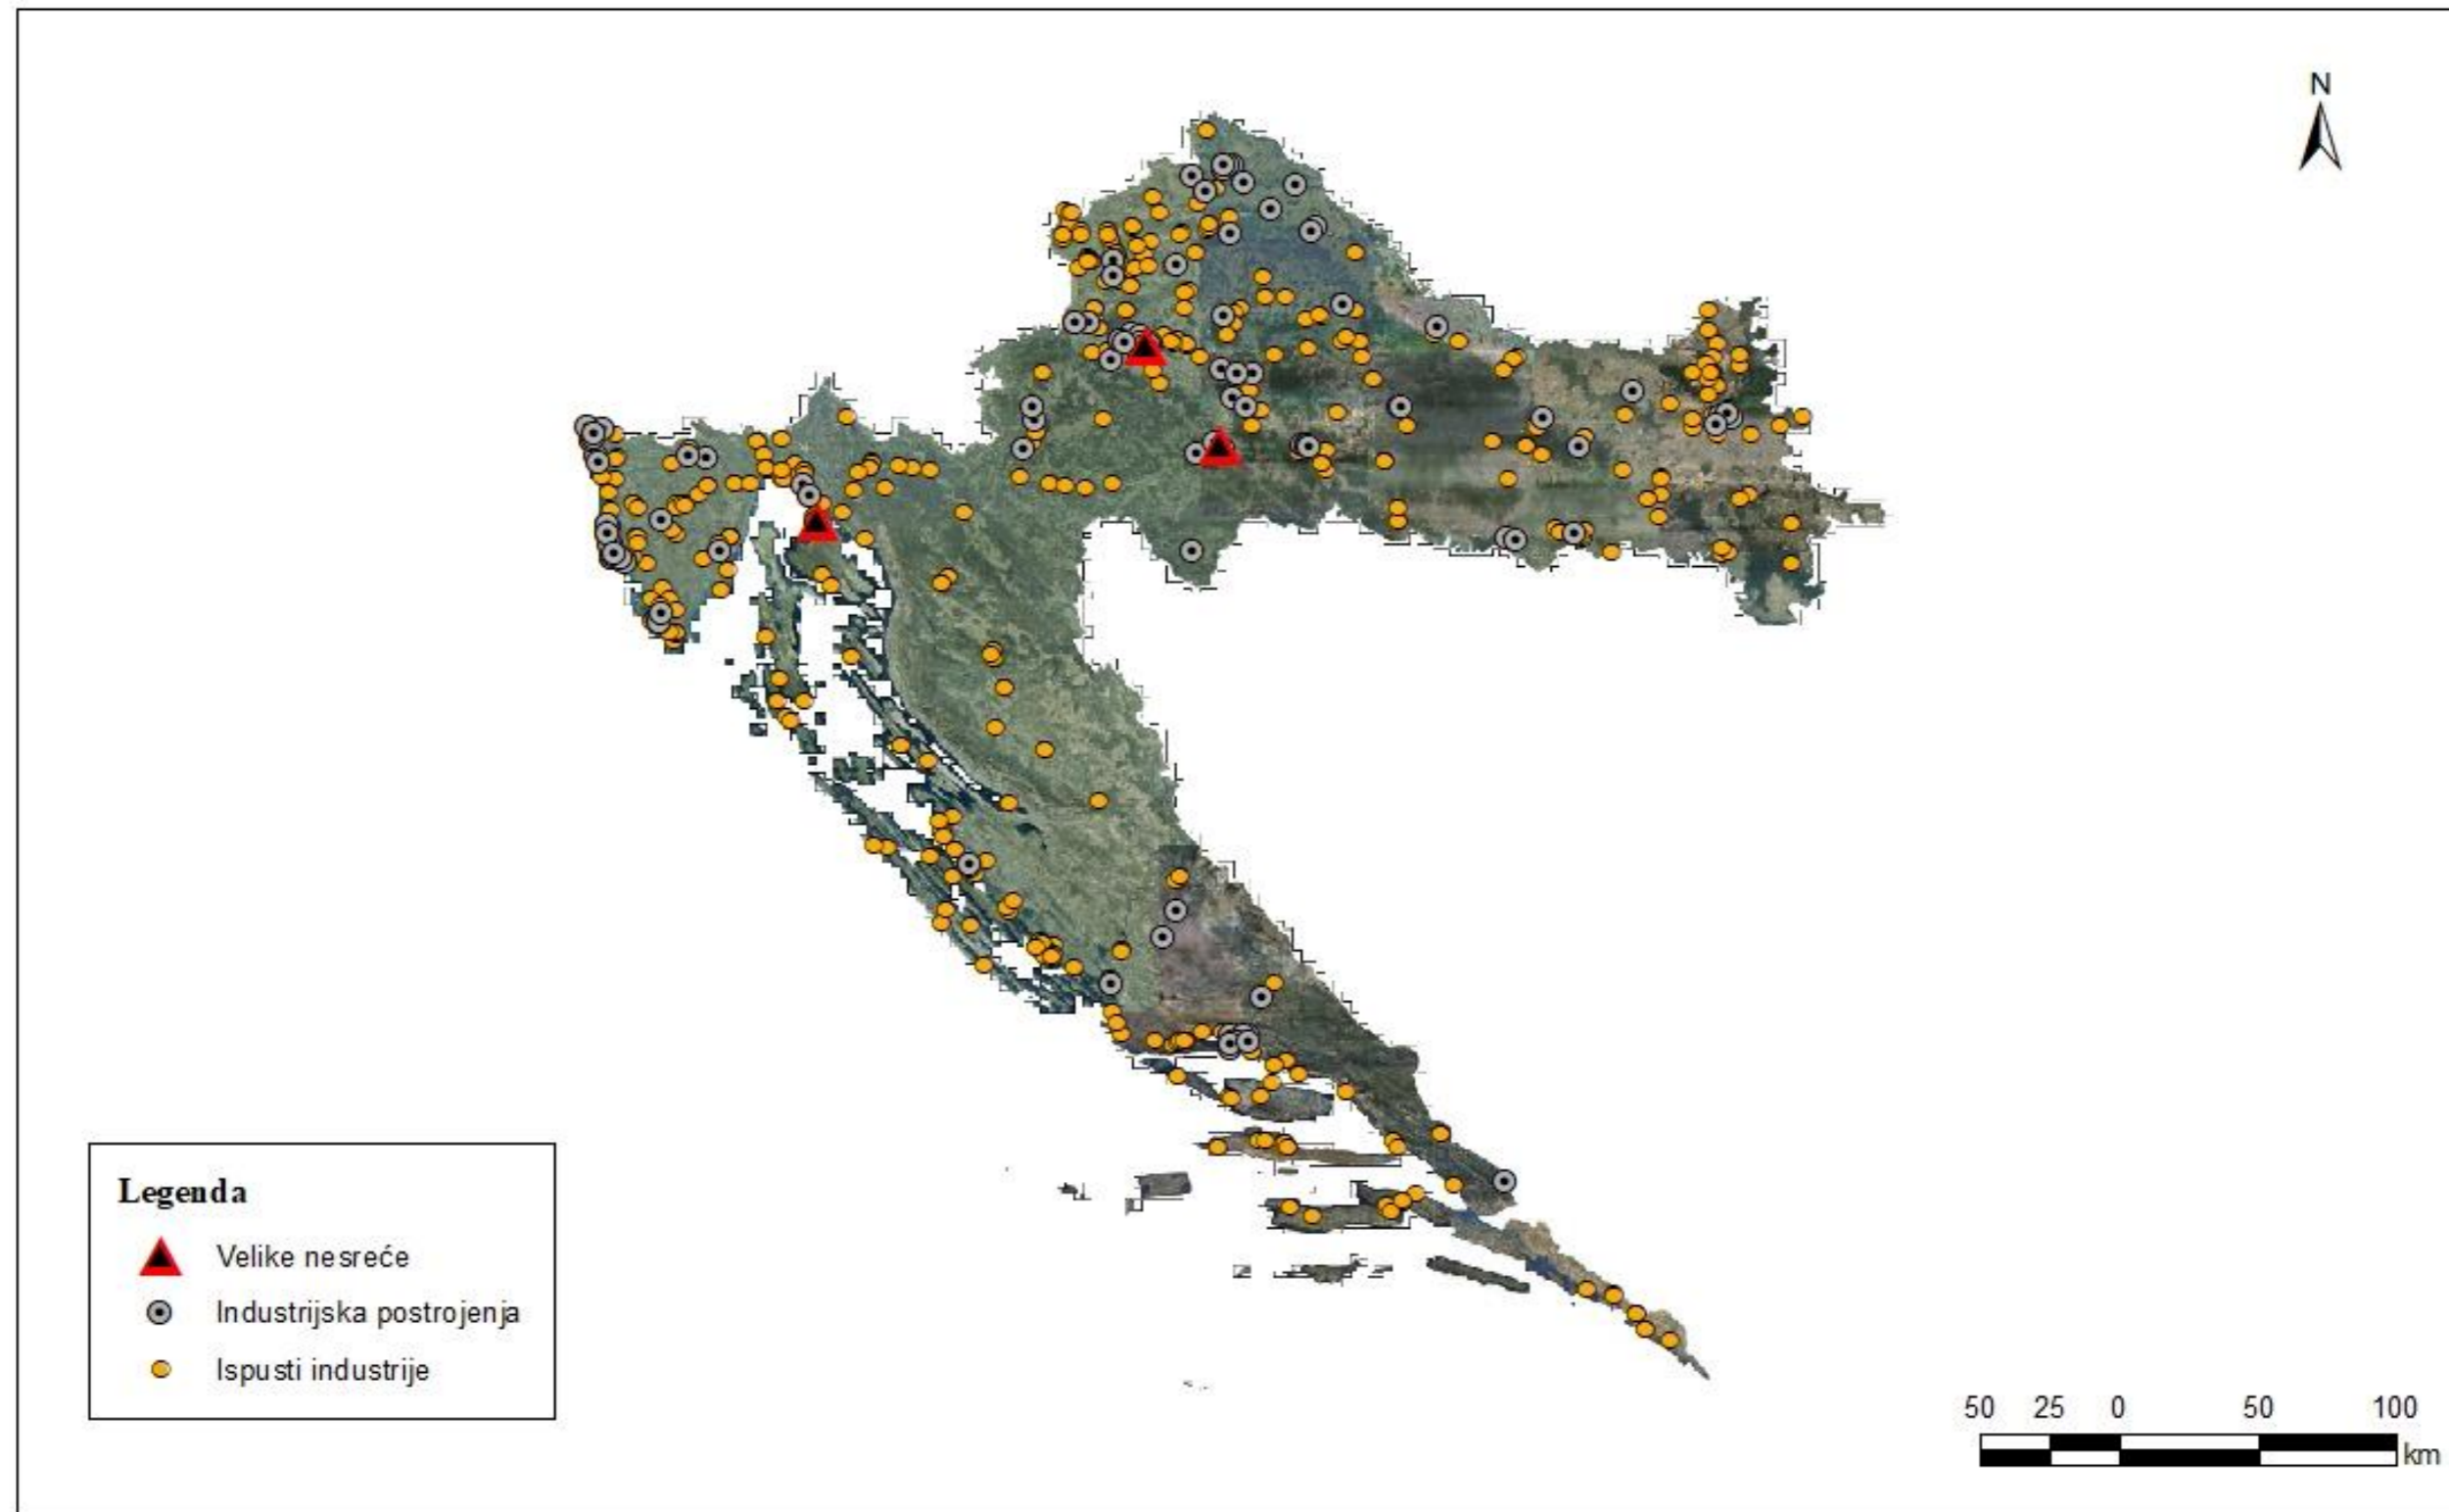 N
Legenda
Velike nesreće
Industrijska postrojenja
Ispusti industrije
50 25 0 50 100
km